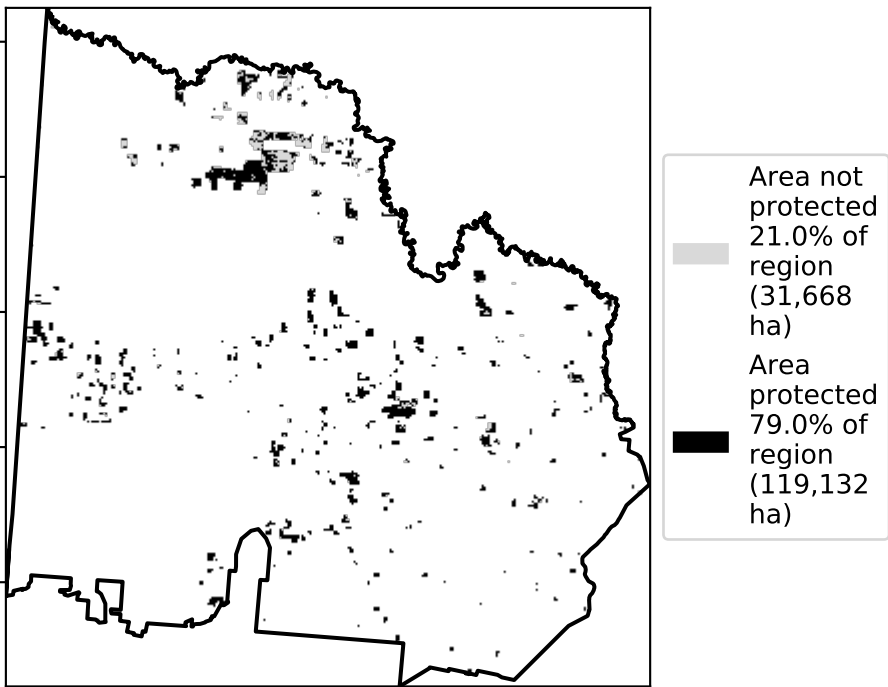 Area not
protected
21.0% of
region
(31,668
ha)
Area
protected
79.0% of
region
(119,132
ha)